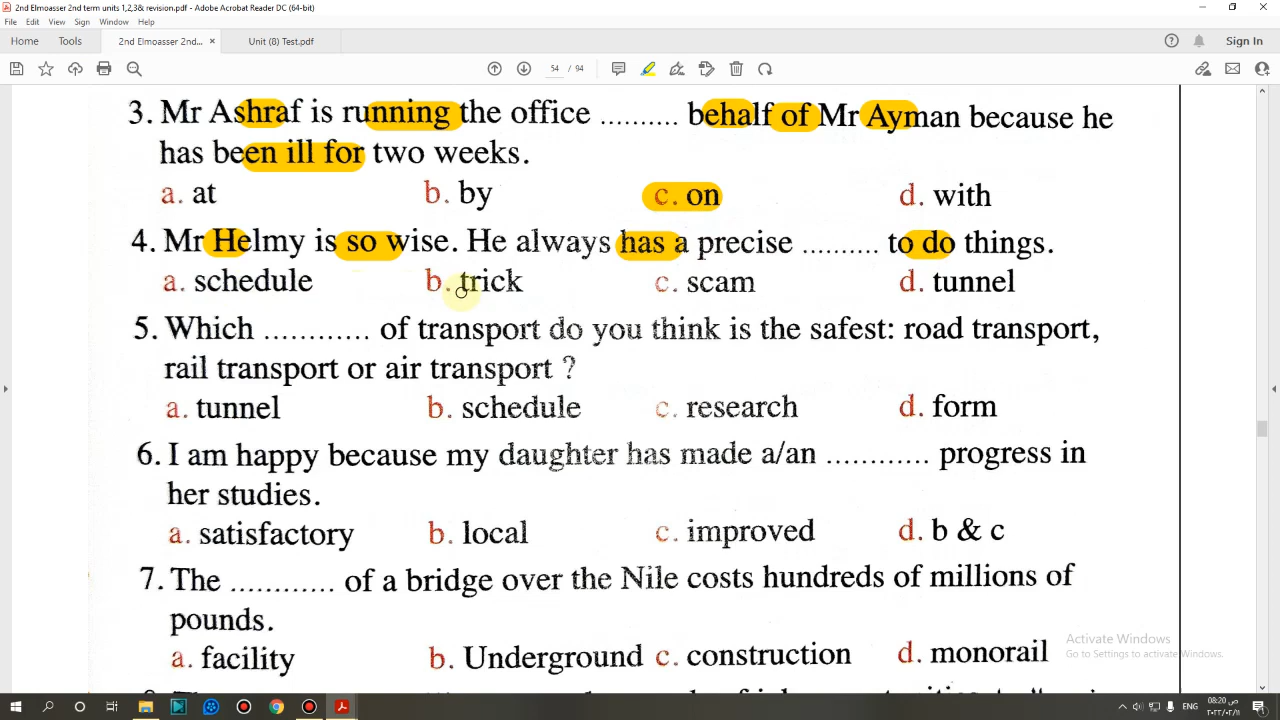 2nd Elmoasser 2nd term units 1,2,3& revision.pdf - Adobe Acrobat Reader DC (64-bit)
File Edit View Sign Window Help
Home Tools 2nd Elmoasser 2nd... × Unit (8) Test.pdf Sign In
54 / 94
3. Mr Ashraf is running the office .......... behalf of Mr Ayman because he
has been ill for two weeks.
a. at b. by c. on d. with
4. Mr Helmy is so wise. He always has a precise .......... to do things.
a. schedule b. trick c. scam d. tunnel
5. Which ............ of transport do you think is the safest: road transport,
rail transport or air transport ?
a. tunnel b. schedule c. research d. form
6. I am happy because my daughter has made a/an ............ progress in
her studies.
a. satisfactory b. local c. improved d. b & c
7. The ............ of a bridge over the Nile costs hundreds of millions of
pounds.
a. facility b. Underground c. construction d. monorail
Activate Windows
Go to Settings to activate Windows.
ENG 08:20 ص